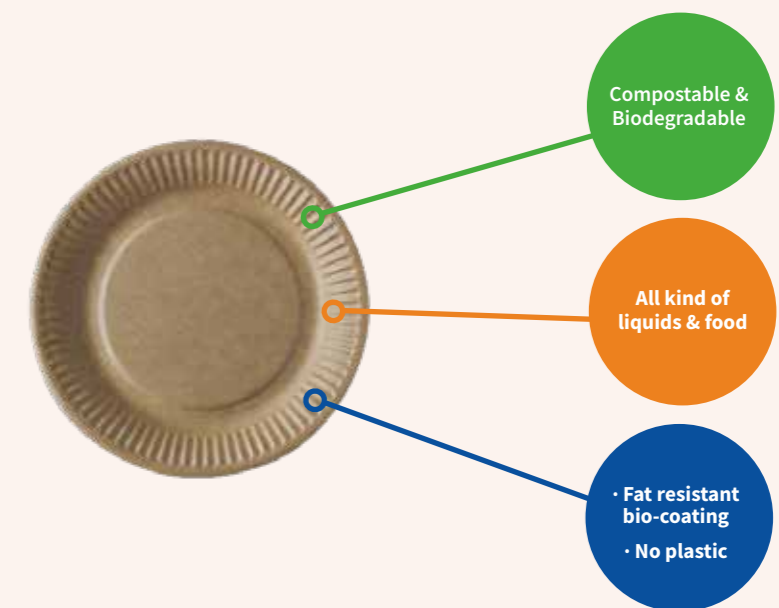 Compostable &
Biodegradable
All kind of
liquids & food
· Fat resistant
bio-coating
· No plastic